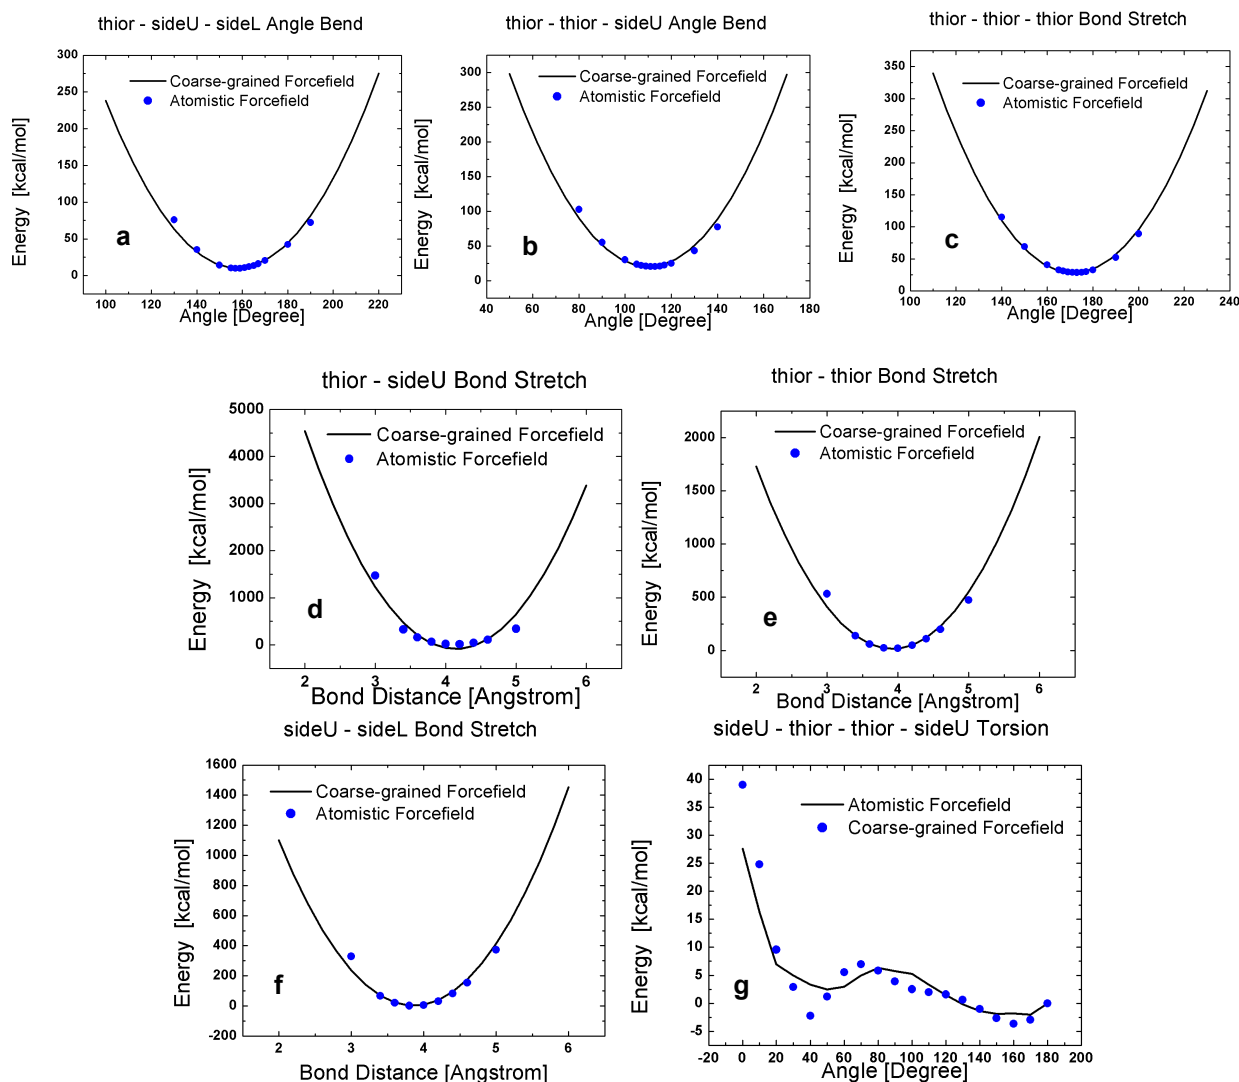 thior - sideU - sideL Angle Bend
300
250
200
150
100
50
0
Energy [kcal/mol]
Coarse-grained Forcefield
Atomistic Forcefield
a
100 120 140 160 180 200 220
Angle [Degree]
thior - thior - sideU Angle Bend
300
250
200
150
100
50
0
Energy [kcal/mol]
Coarse-grained Forcefield
Atomistic Forcefield
b
40 60 80 100 120 140 160 180
Angle [Degree]
thior - thior - thior Bond Stretch
350
300
250
200
150
100
50
0
Energy [kcal/mol]
Coarse-grained Forcefield
Atomistic Forcefield
c
100 120 140 160 180 200 220 240
Angle [Degree]
thior - sideU Bond Stretch
5000
4000
3000
2000
1000
0
Energy [kcal/mol]
Coarse-grained Forcefield
Atomistic Forcefield
d
2 3 4 5 6
Bond Distance [Angstrom]
thior - thior Bond Stretch
2000
1500
1000
500
0
Energy [kcal/mol]
Coarse-grained Forcefield
Atomistic Forcefield
e
2 3 4 5 6
Bond Distance [Angstrom]
sideU - sideL Bond Stretch
1600
1400
1200
1000
800
600
400
200
0
-200
Energy [kcal/mol]
Coarse-grained Forcefield
Atomistic Forcefield
f
2 3 4 5 6
Bond Distance [Angstrom]
sideU - thior - thior - sideU Torsion
40
35
30
25
20
15
10
5
0
-5
Energy [kcal/mol]
Atomistic Forcefield
Coarse-grained Forcefield
g
-20 0 20 40 60 80 100 120 140 160 180 200
Angle [Degree]